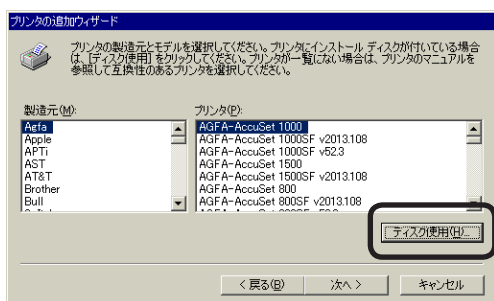 プリンタの追加ウィザード
プリンタの製造元とモデルを選択してください。プリンタにインストール ディスクが付いている場合
は、[ディスク使用] をクリックしてください。プリンタが一覧にない場合は、プリンタのマニュアルを
参照して互換性のあるプリンタを選択してください。
製造元(M):
プリンタ(P):
Agfa
Apple
APTi
AST
AT&T
Brother
Bull
AGFA-AccuSet 1000
AGFA-AccuSet 1000SF v2013.108
AGFA-AccuSet 1000SF v52.3
AGFA-AccuSet 1500
AGFA-AccuSet 1500SF v2013.108
AGFA-AccuSet 800
AGFA-AccuSet 800SF v2013.108
ディスク使用(H)...
< 戻る(B)
次へ >
キャンセル